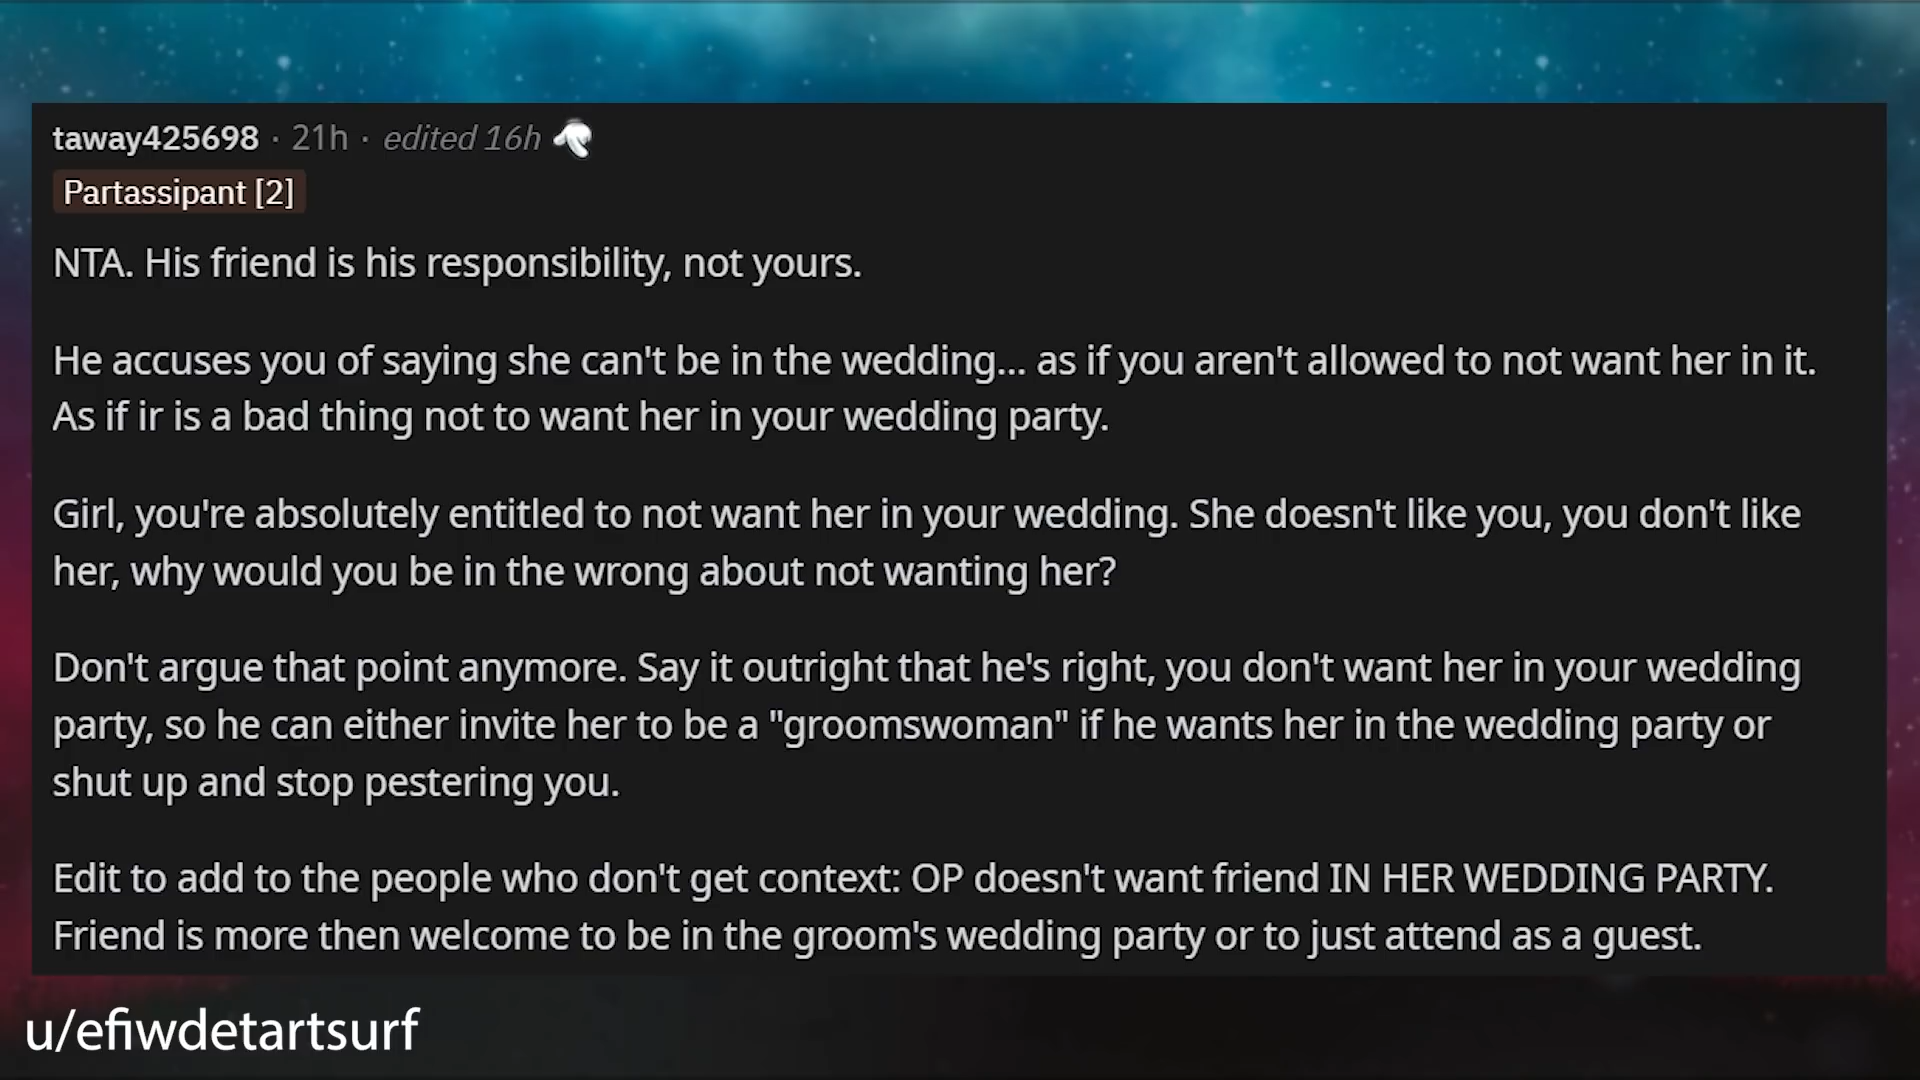 taway425698 · 21h · edited 16h
Partassipant [2]
NTA. His friend is his responsibility, not yours.
He accuses you of saying she can't be in the wedding... as if you aren't allowed to not want her in it.
As if ir is a bad thing not to want her in your wedding party.
Girl, you're absolutely entitled to not want her in your wedding. She doesn't like you, you don't like
her, why would you be in the wrong about not wanting her?
Don't argue that point anymore. Say it outright that he's right, you don't want her in your wedding
party, so he can either invite her to be a "groomswoman" if he wants her in the wedding party or
shut up and stop pestering you.
Edit to add to the people who don't get context: OP doesn't want friend IN HER WEDDING PARTY.
Friend is more then welcome to be in the groom's wedding party or to just attend as a guest.
u/efiwdetartsurf